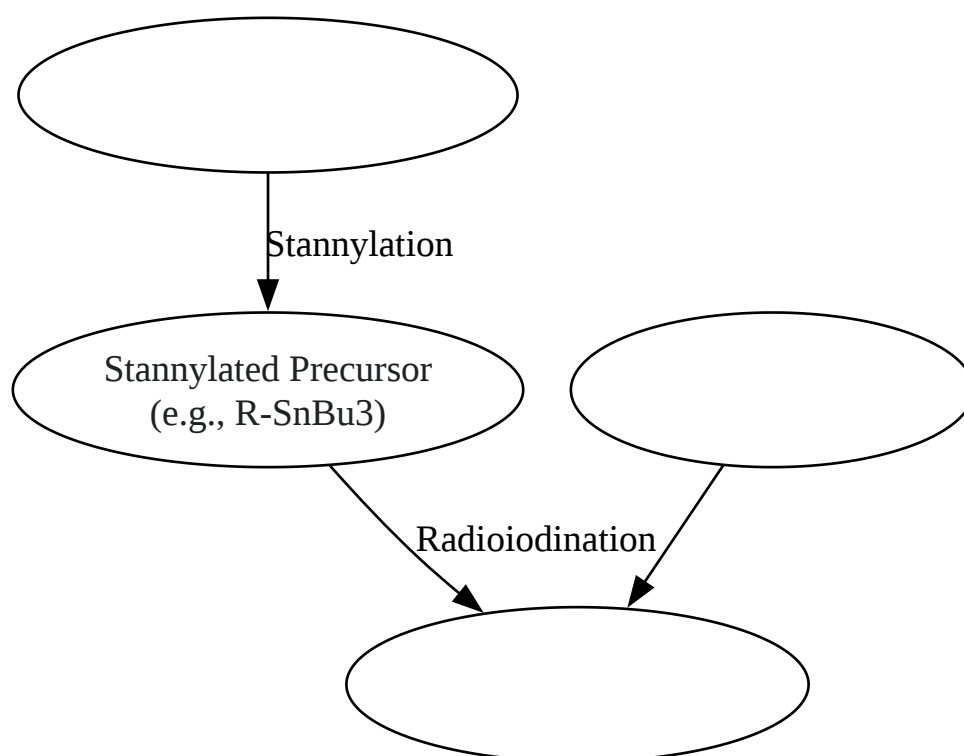 Stannylation
Stannylated Precursor
(e.g., R-SnBu3)
Radioiodination